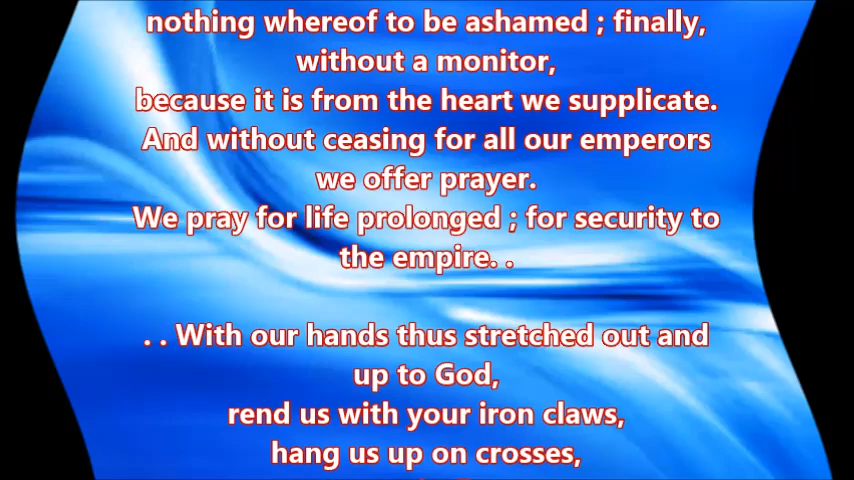 nothing whereof to be ashamed ; finally,
without a monitor,
because it is from the heart we supplicate.
And without ceasing for all our emperors
we offer prayer.
We pray for life prolonged ; for security to
the empire. .
. . With our hands thus stretched out and
up to God,
rend us with your iron claws,
hang us up on crosses,